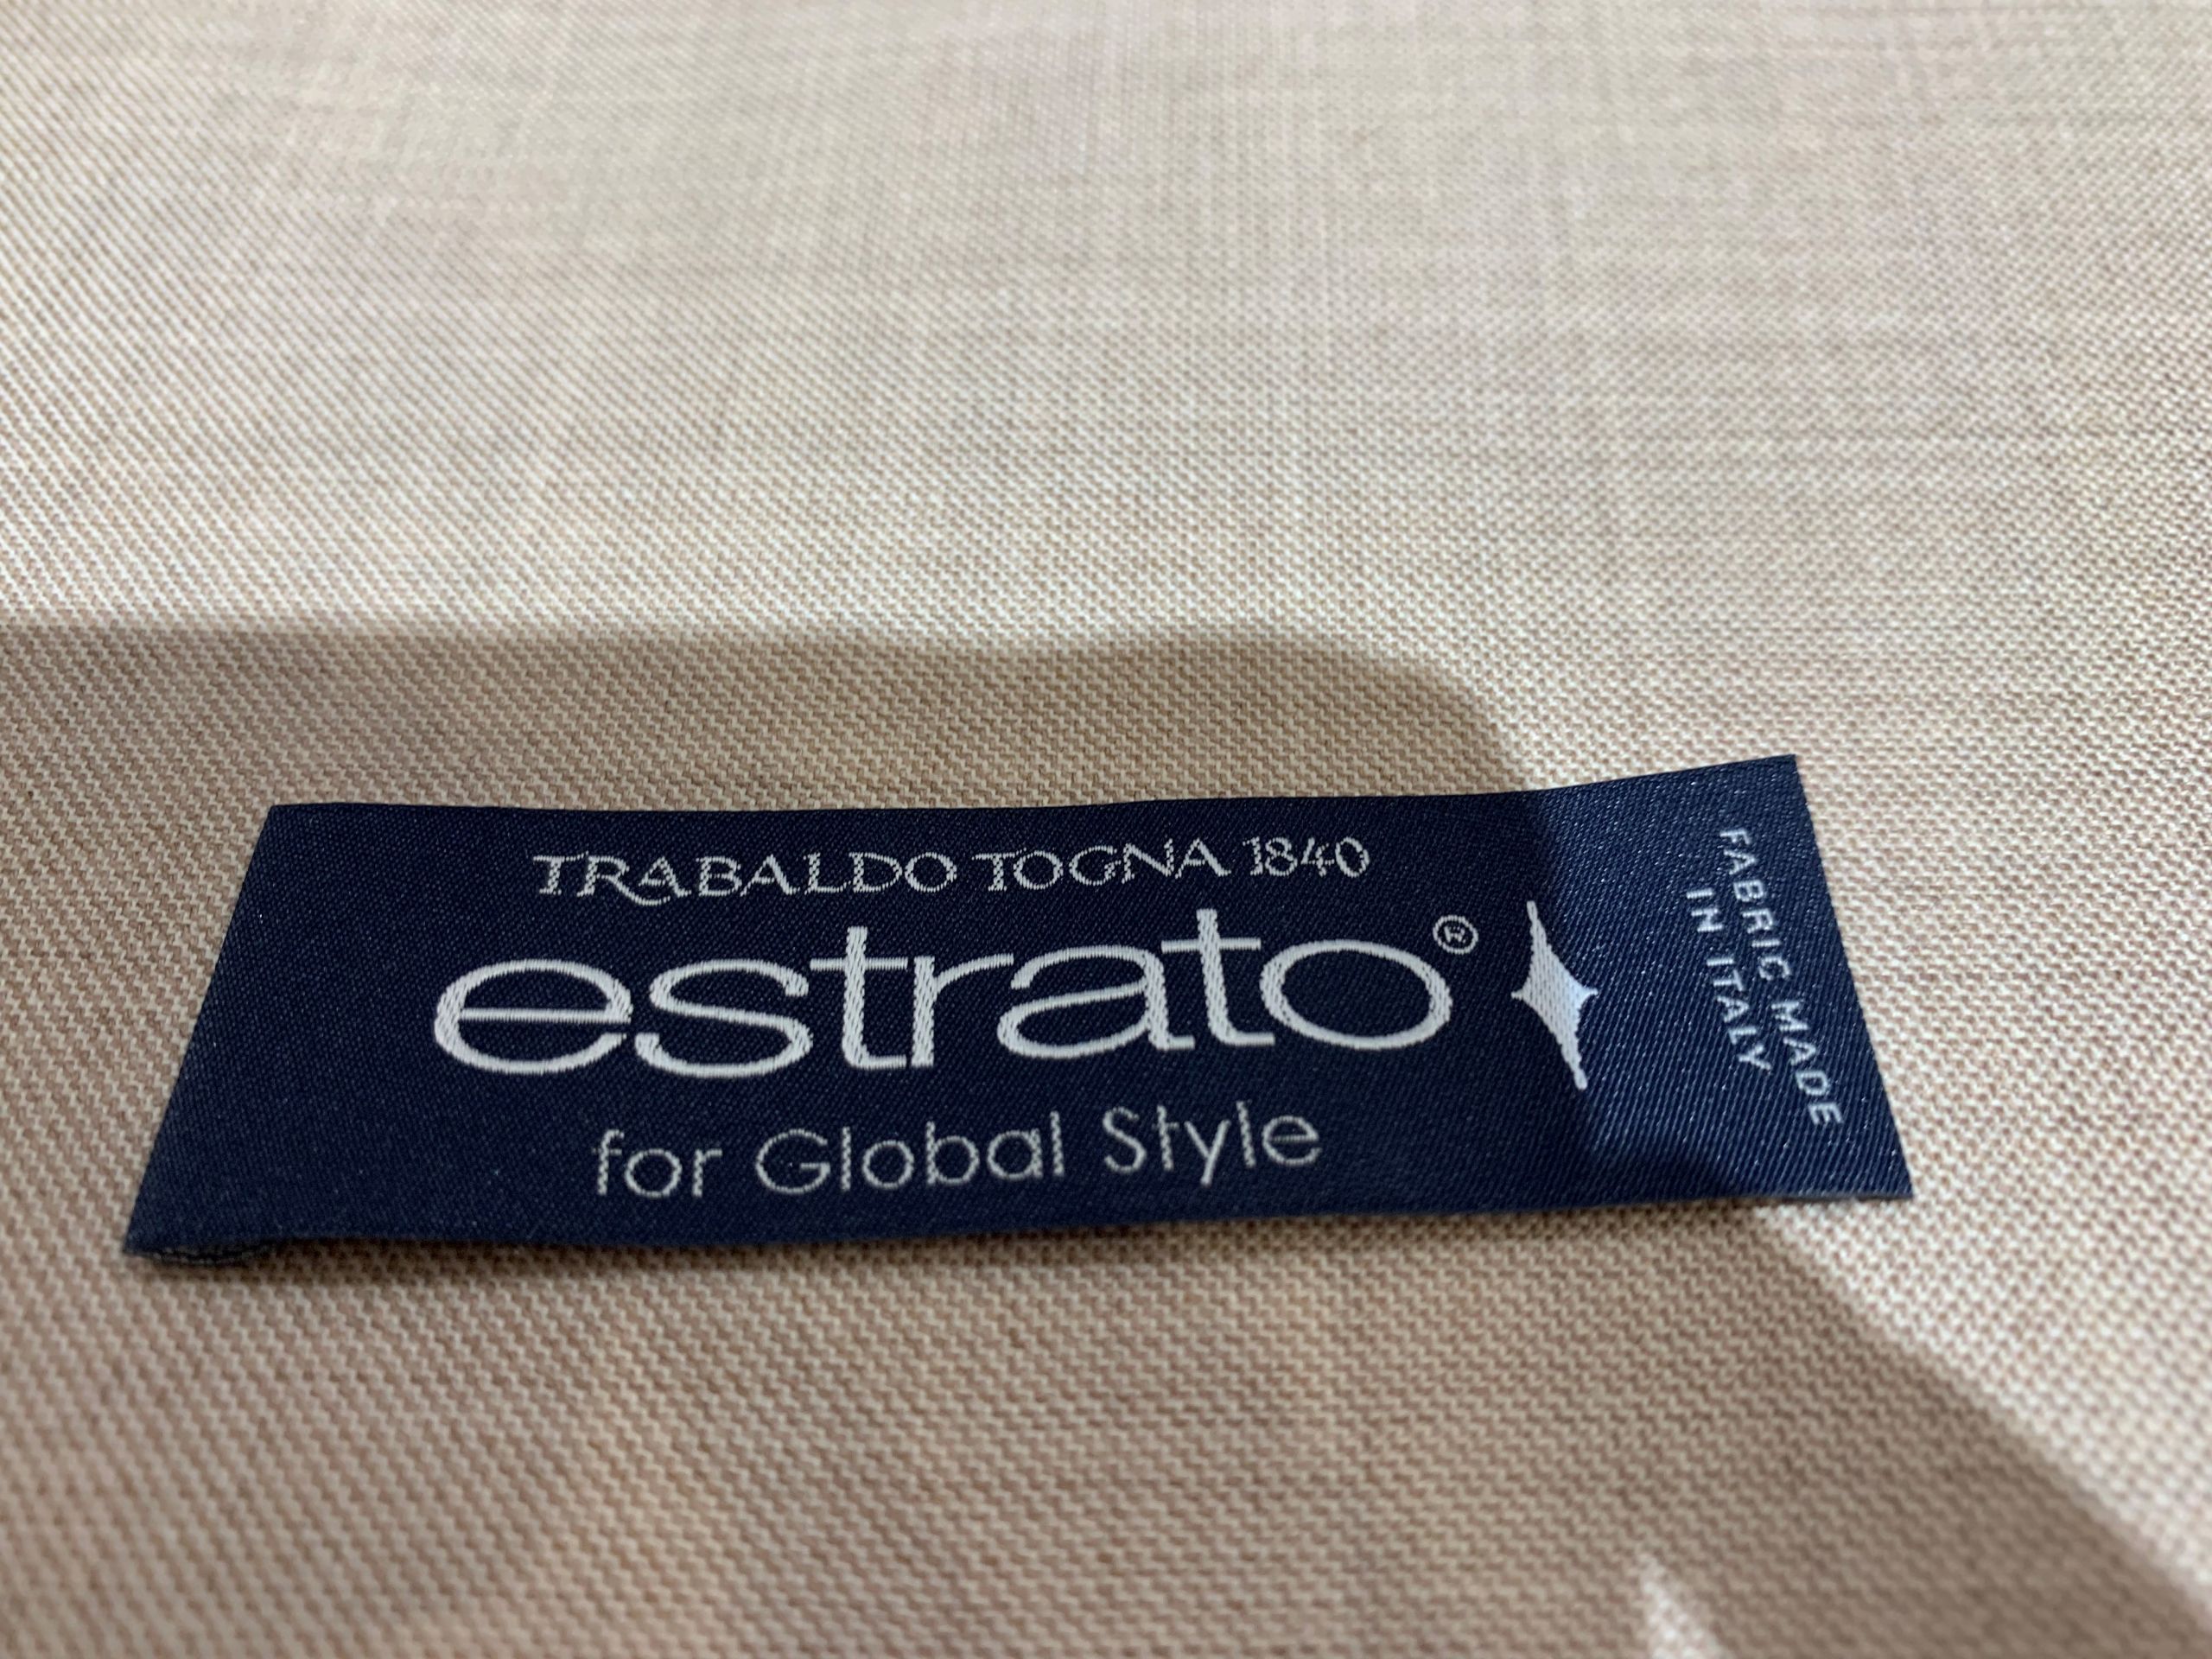 TRABALDO TOGNA 1840
estrato®
for Global Style
FABRIC MADE
IN ITALY